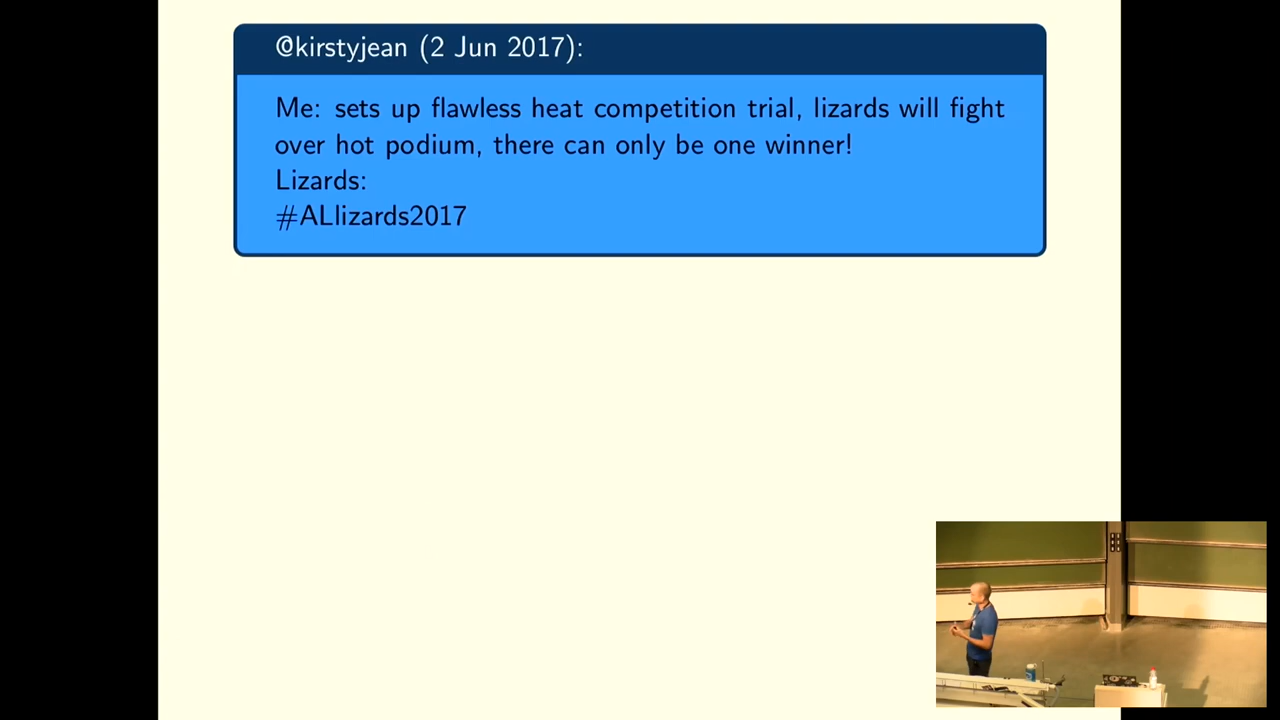 @kirstyjean (2 Jun 2017):
Me: sets up flawless heat competition trial, lizards will fight
over hot podium, there can only be one winner!
Lizards:
#ALlizards2017